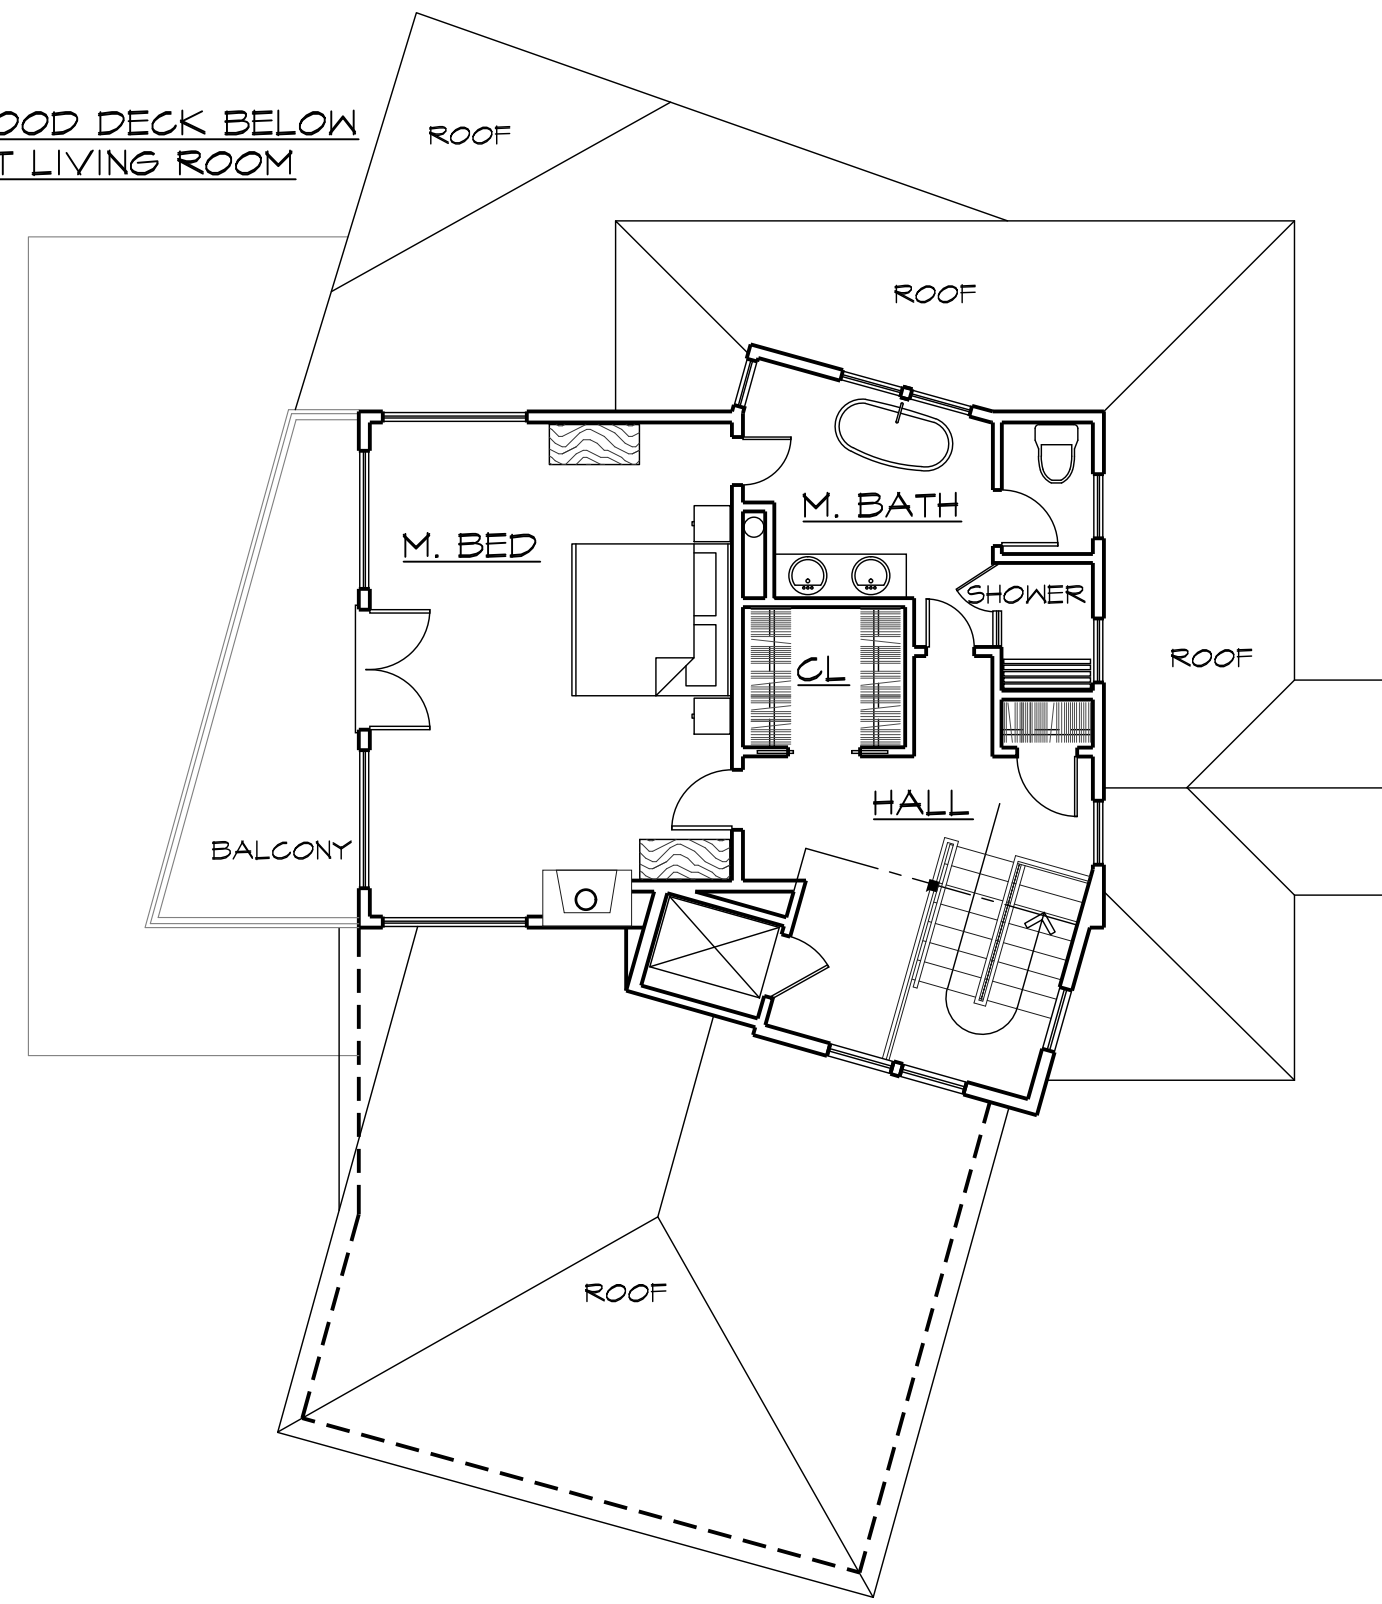 OOD DECK BELOW
T LIVING ROOM
ROOF
ROOF
M. BATH
M. BED
SHOWER
ROOF
CL
HALL
BALCONY
ROOF